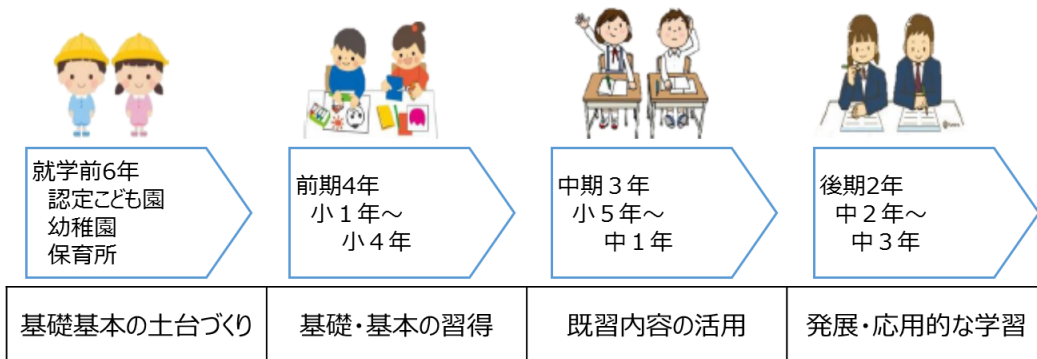 就学前6年
認定こども園
幼稚園
保育所
前期4年
小１年～
小４年
中期３年
小５年～
中１年
後期2年
中２年～
中３年
基礎基本の土台づくり
基礎・基本の習得
既習内容の活用
発展・応用的な学習